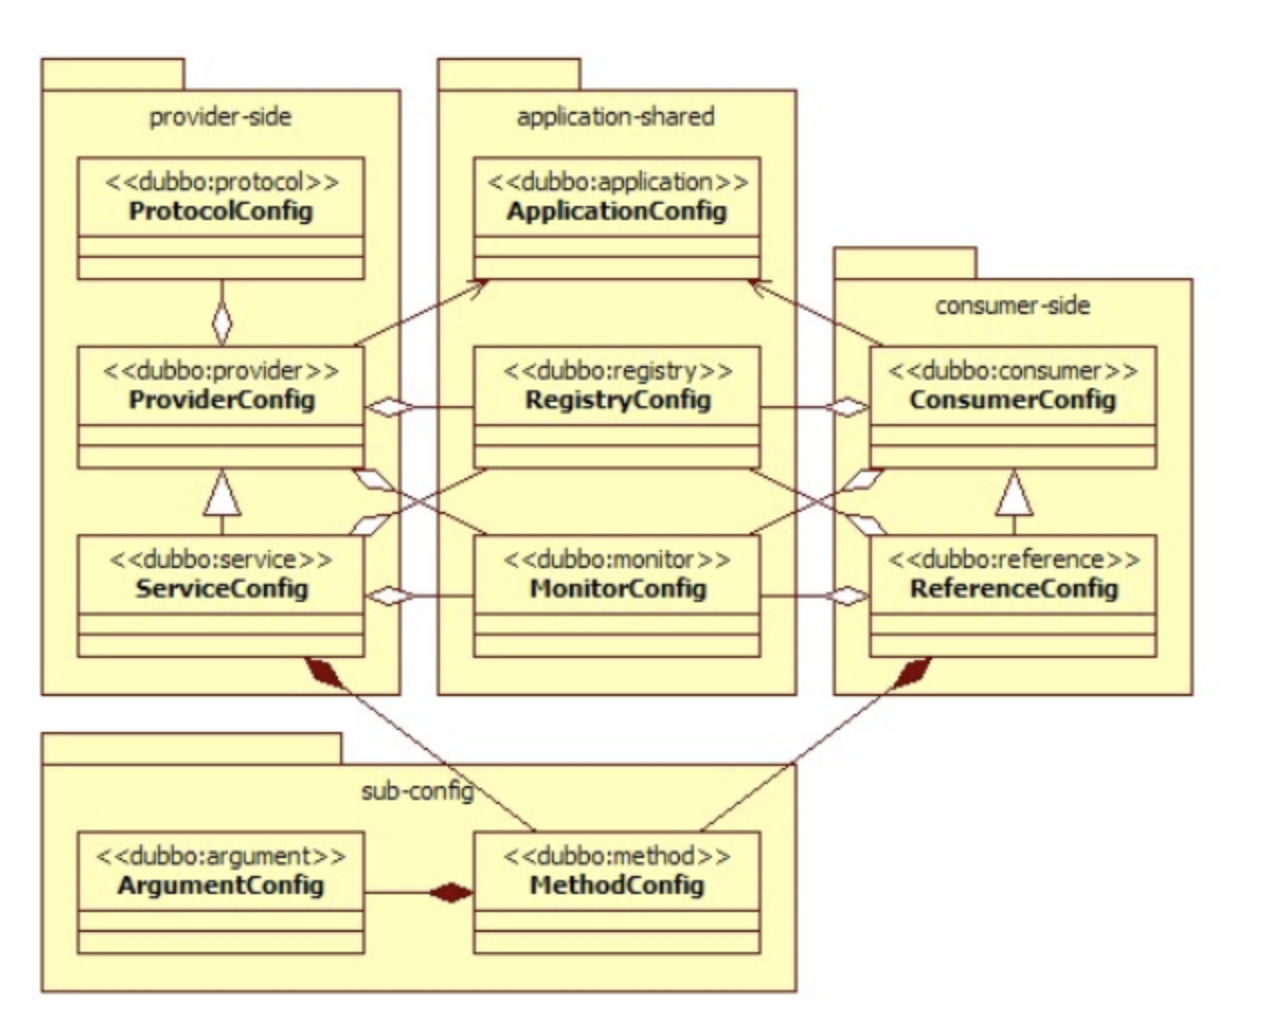 provider-side
<<dubbo:protocol>>
ProtocolConfig
<<dubbo:provider>>
ProviderConfig
<<dubbo:service>>
ServiceConfig
application-shared
<<dubbo:application>>
ApplicationConfig
<<dubbo:registry>>
RegistryConfig
<<dubbo:monitor>>
MonitorConfig
consumer-side
<<dubbo:consumer>>
ConsumerConfig
<<dubbo:reference>>
ReferenceConfig
sub-config
<<dubbo:argument>>
ArgumentConfig
<<dubbo:method>>
MethodConfig